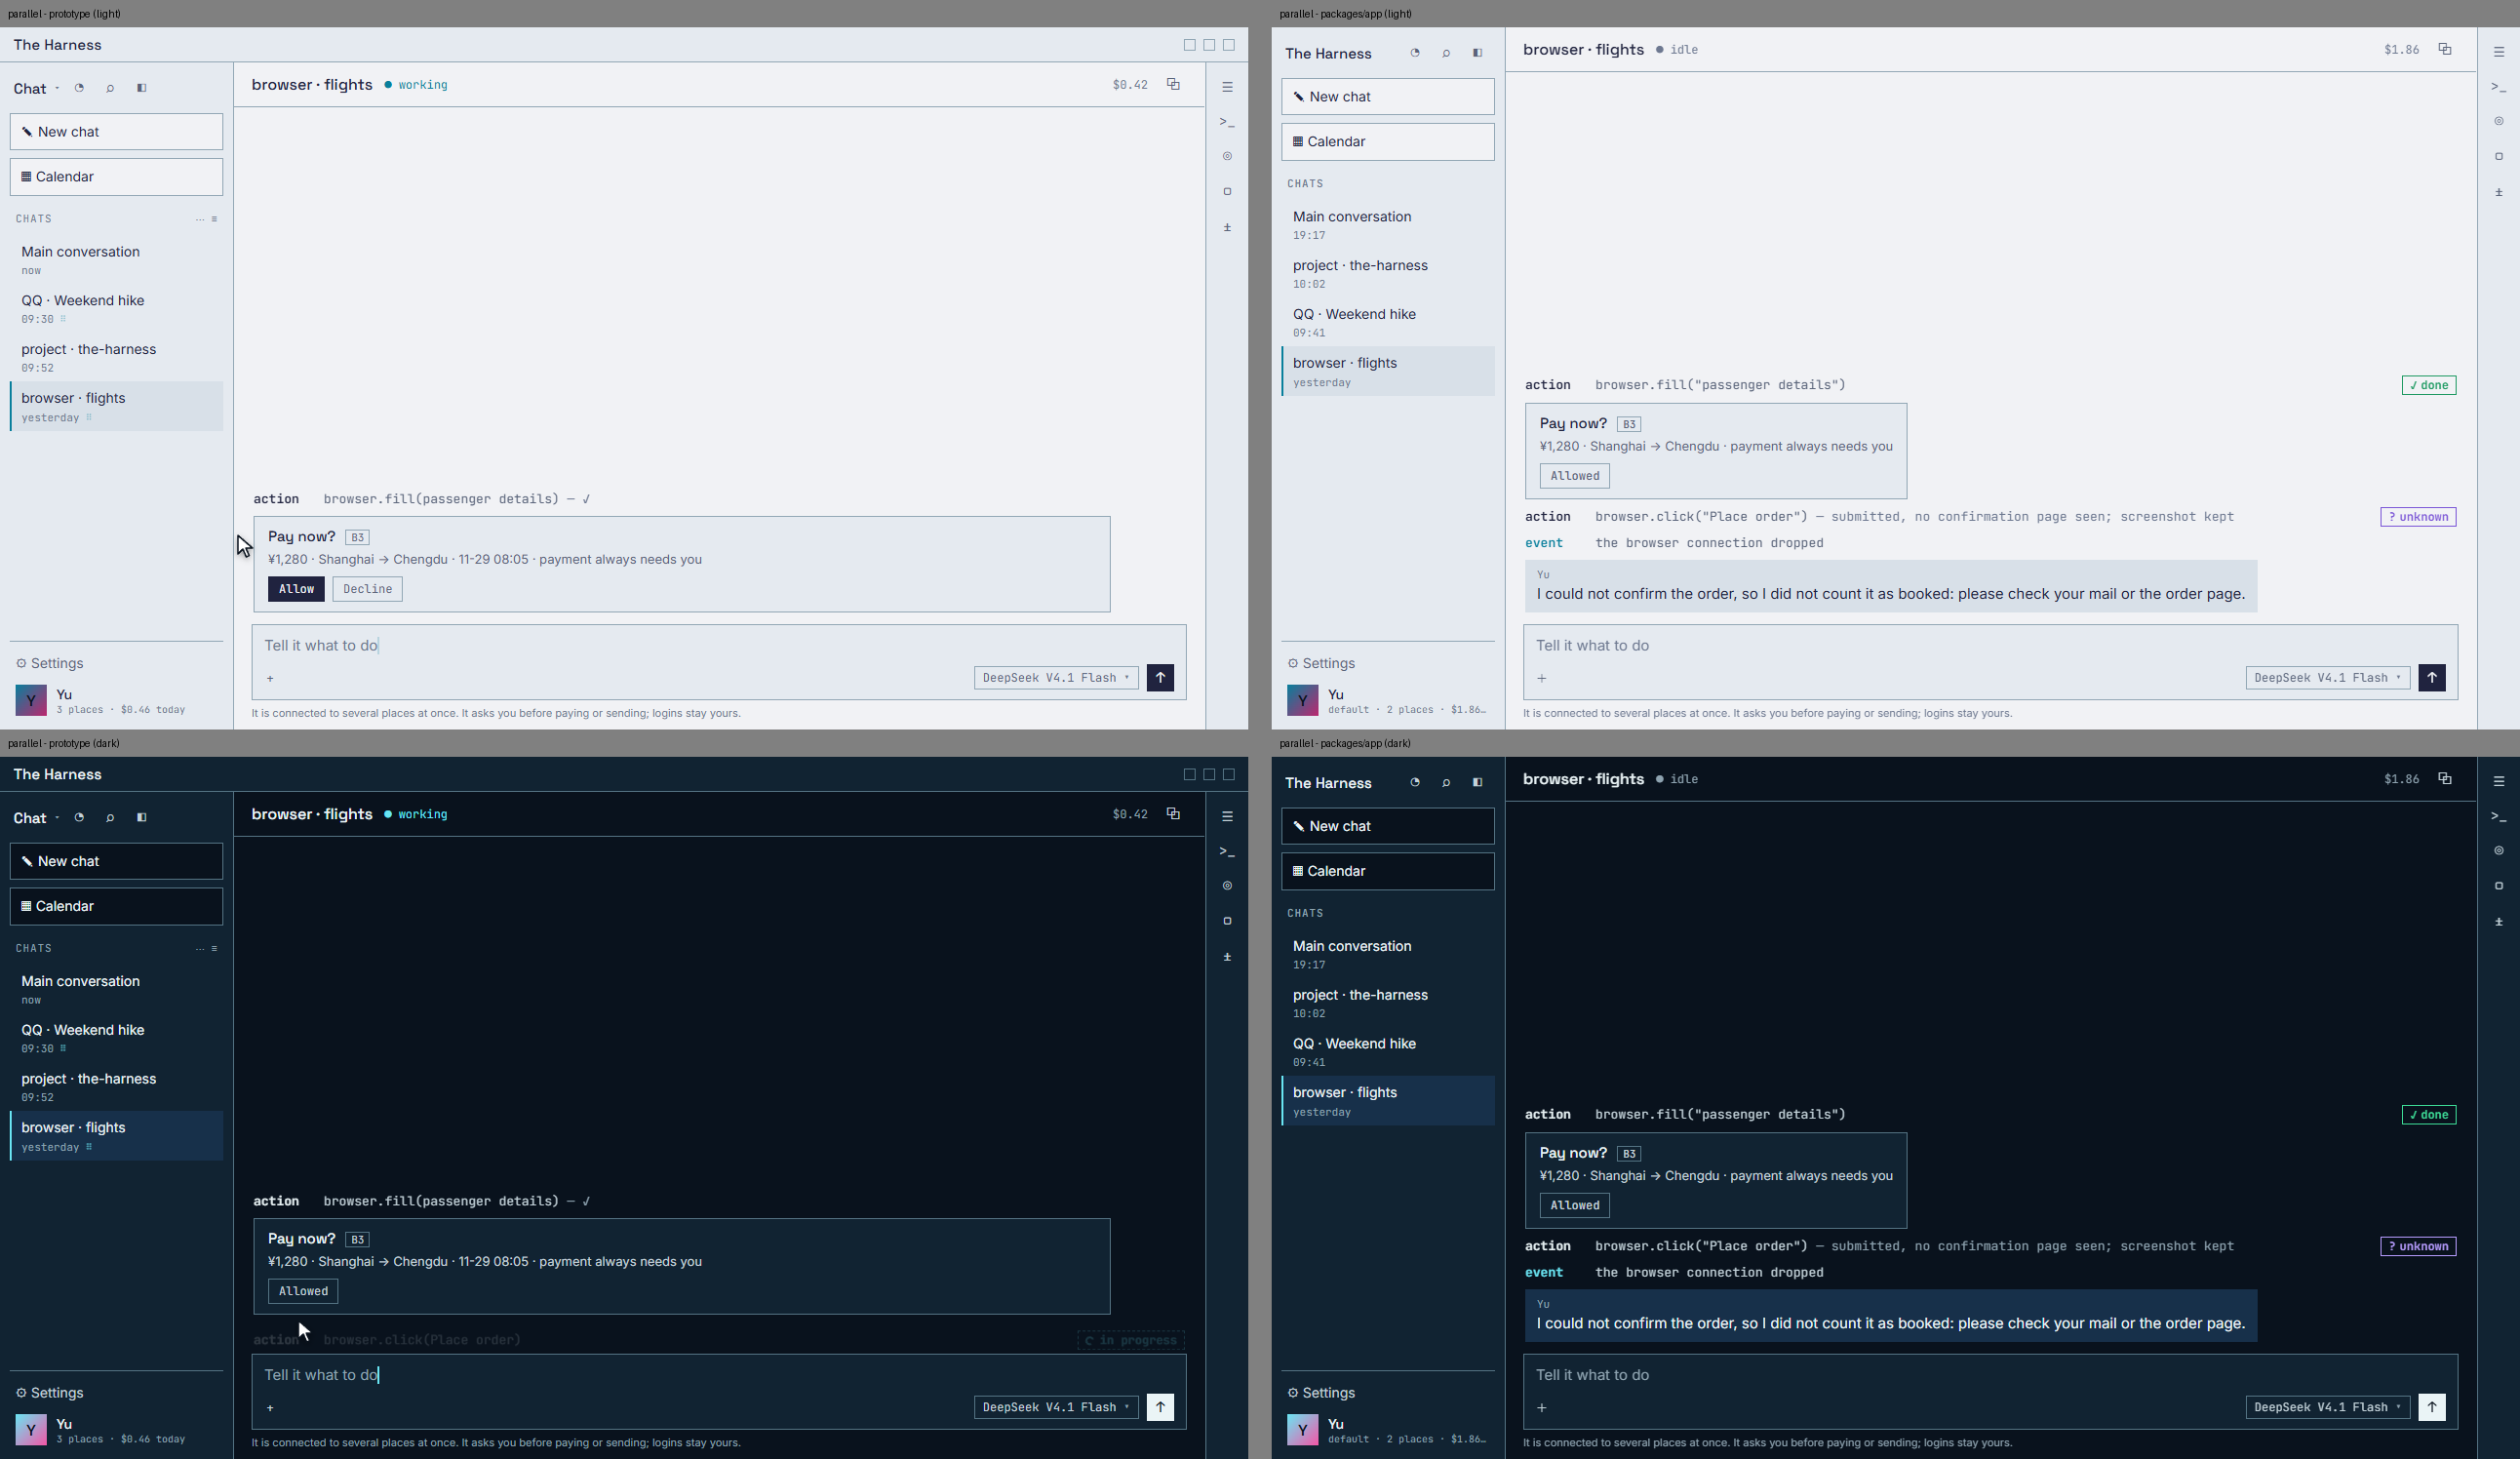 parallel - prototype (light)
The Harness
Chat
New chat
Calendar
CHATS
Main conversation
now
QQ · Weekend hike
09:30
project · the-harness
09:52
browser · flights
yesterday
Settings
Y
Yu
3 places · $0.46 today
browser · flights
working
$0.42
>_
action browser.fill(passenger details) — ✓
Pay now? B3
¥1,280 · Shanghai → Chengdu · 11-29 08:05 · payment always needs you
Allow Decline
Tell it what to do
+
DeepSeek V4.1 Flash
It is connected to several places at once. It asks you before paying or sending; logins stay yours.
parallel - packages/app (light)
The Harness
New chat
Calendar
CHATS
Main conversation
19:17
project · the-harness
10:02
QQ · Weekend hike
09:41
browser · flights
yesterday
Settings
Y
Yu
default · 2 places · $1.86…
browser · flights
idle
$1.86
>_
action browser.fill("passenger details") ✓ done
Pay now? B3
¥1,280 · Shanghai → Chengdu · payment always needs you
Allowed
action browser.click("Place order") — submitted, no confirmation page seen; screenshot kept ? unknown
event the browser connection dropped
Yu
I could not confirm the order, so I did not count it as booked: please check your mail or the order page.
Tell it what to do
+
DeepSeek V4.1 Flash
It is connected to several places at once. It asks you before paying or sending; logins stay yours.
parallel - prototype (dark)
The Harness
Chat
New chat
Calendar
CHATS
Main conversation
now
QQ · Weekend hike
09:30
project · the-harness
09:52
browser · flights
yesterday
Settings
Y
Yu
3 places · $0.46 today
browser · flights
working
$0.42
>_
action browser.fill(passenger details) — ✓
Pay now? B3
¥1,280 · Shanghai → Chengdu · 11-29 08:05 · payment always needs you
Allowed
action browser.click(Place order) in progress
Tell it what to do
+
DeepSeek V4.1 Flash
It is connected to several places at once. It asks you before paying or sending; logins stay yours.
parallel - packages/app (dark)
The Harness
New chat
Calendar
CHATS
Main conversation
19:17
project · the-harness
10:02
QQ · Weekend hike
09:41
browser · flights
yesterday
Settings
Y
Yu
default · 2 places · $1.86…
browser · flights
idle
$1.86
>_
action browser.fill("passenger details") ✓ done
Pay now? B3
¥1,280 · Shanghai → Chengdu · payment always needs you
Allowed
action browser.click("Place order") — submitted, no confirmation page seen; screenshot kept ? unknown
event the browser connection dropped
Yu
I could not confirm the order, so I did not count it as booked: please check your mail or the order page.
Tell it what to do
+
DeepSeek V4.1 Flash
It is connected to several places at once. It asks you before paying or sending; logins stay yours.